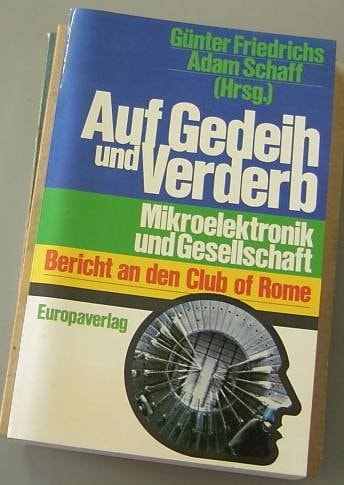 Günter Friedrichs
Adam Schaff
(Hrsg.)
Auf Gedeih
und Verderb
Mikroelektronik
und Gesellschaft
Bericht an den Club of Rome
Europaverlag